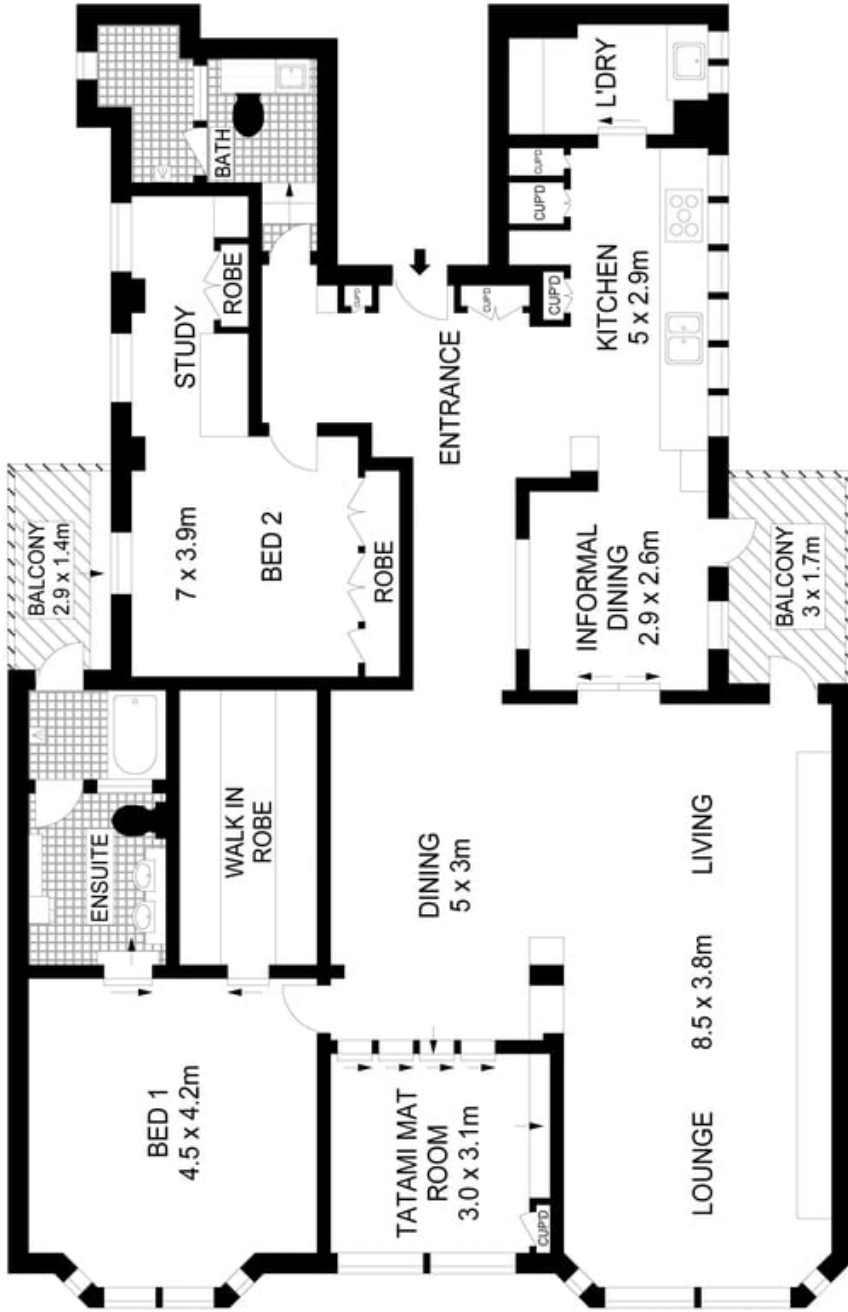 BATH
L'DRY
CUP'D
CUP'D
STUDY
ROBE
CUP'D
CUP'D
CUP'D
KITCHEN
5 x 2.9m
ENTRANCE
BALCONY
2.9 x 1.4m
7 x 3.9m
BED 2
ROBE
INFORMAL
DINING
2.9 x 2.6m
BALCONY
3 x 1.7m
ENSUITE
WALK IN
ROBE
DINING
5 x 3m
LIVING
8.5 x 3.8m
LOUNGE
BED 1
4.5 x 4.2m
TATAMI MAT
ROOM
3.0 x 3.1m
CUP'D